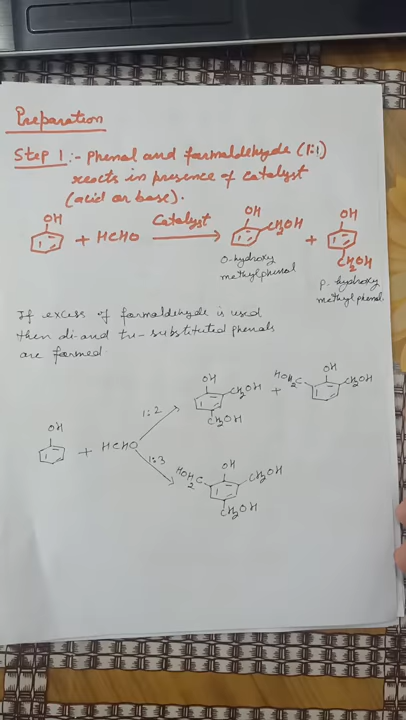 Preparation
Step 1 :- Phenol and formaldehyde (1:1)
reacts in presence of catalyst
(acid or base).
OH + HCHO Catalyst OH CH2OH + OH CH2OH
o-hydroxy
methylphenol
p-hydroxy
methylphenol
If excess of formaldehyde is used
then di-and tri-substituted phenols
are formed.
OH + HCHO
1:2
OH CH2OH CH2OH + HOH2C OH CH2OH
1:3
HOH2C OH CH2OH CH2OH